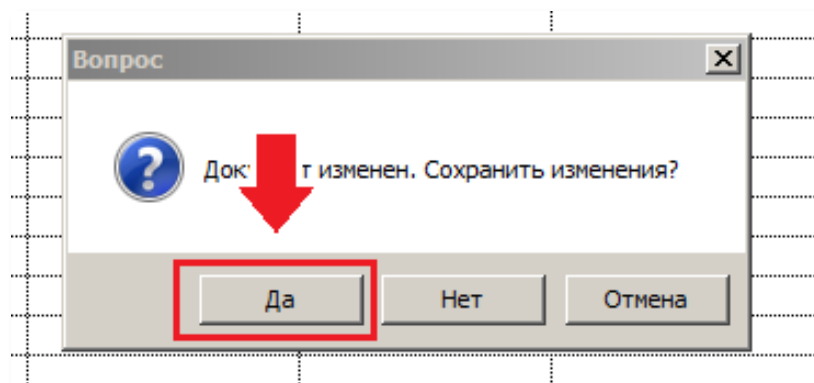 Вопрос
изменен. Сохранить изменения?
Да
Нет
Отмена